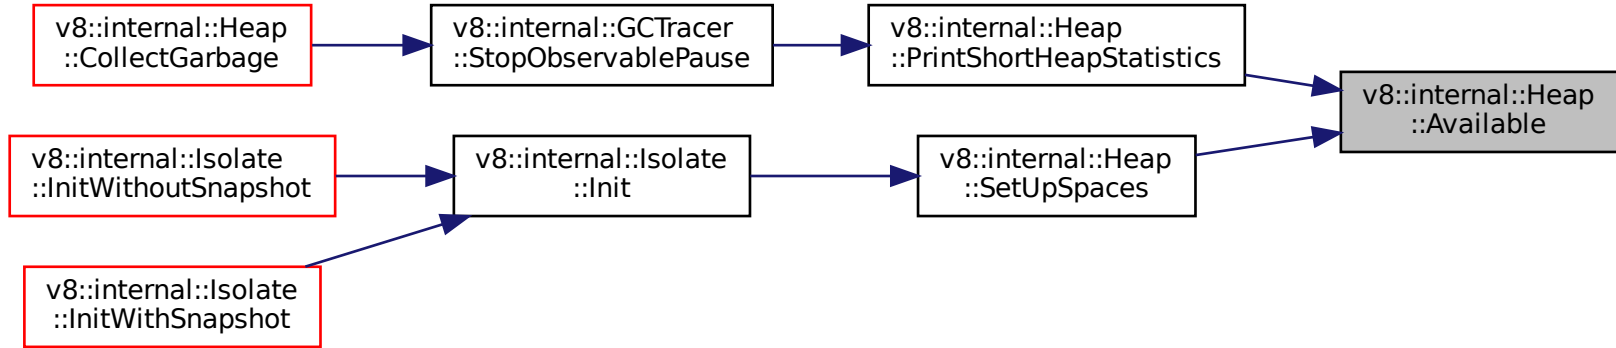 v8::internal::Heap
::CollectGarbage
v8::internal::GCTracer
::StopObservablePause
v8::internal::Heap
::PrintShortHeapStatistics
v8::internal::Heap
::Available
v8::internal::Isolate
::InitWithoutSnapshot
v8::internal::Isolate
::Init
v8::internal::Heap
::SetUpSpaces
v8::internal::Isolate
::InitWithSnapshot